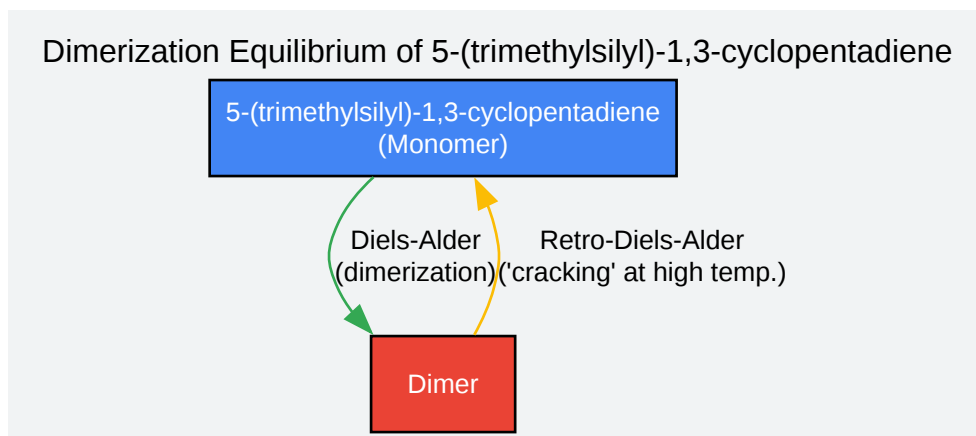 Dimerization Equilibrium of 5-(trimethylsilyl)-1,3-cyclopentadiene
5-(trimethylsilyl)-1,3-cyclopentadiene
(Monomer)
Diels-Alder
(dimerization)
Retro-Diels-Alder
('cracking' at high temp.)
Dimer